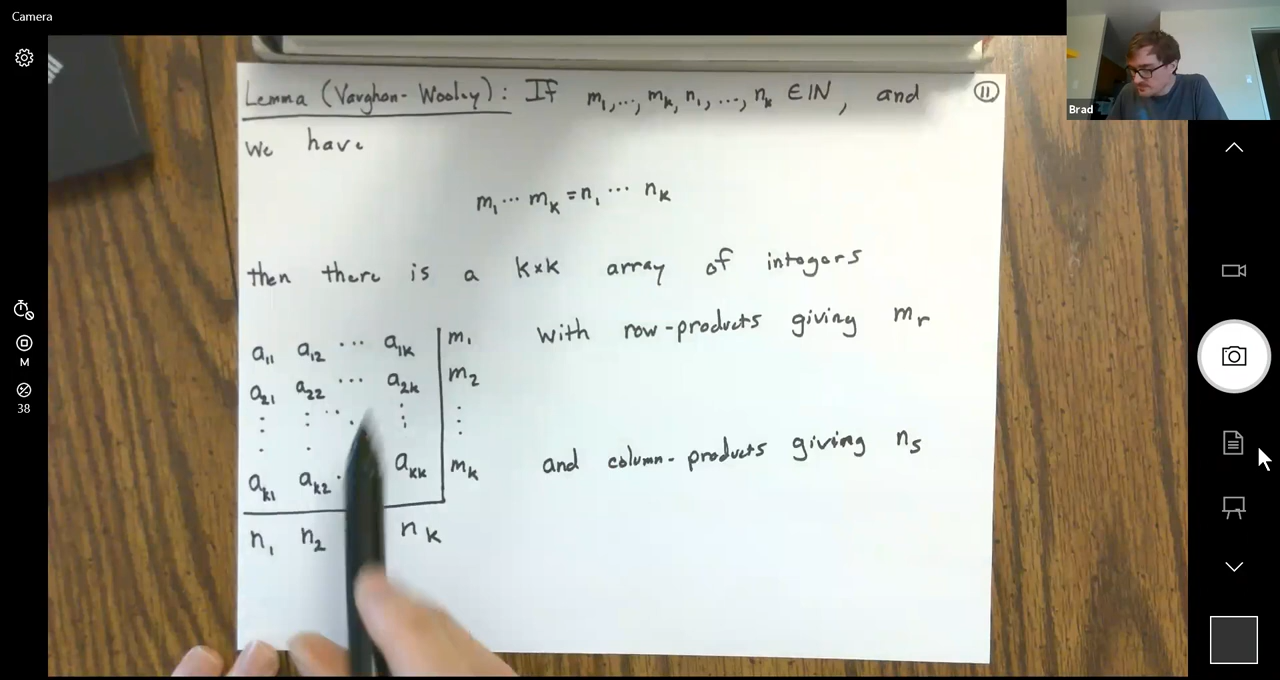 Camera
Brad
Lemma (Vaughan-Wooley): If m₁,..., mₖ, n₁, ..., nₖ ∈ ℕ, and ⑪
we have
m₁ ... mₖ = n₁ ... nₖ
then there is a k×k array of integers
a₁₁ a₁₂ ... a₁ₖ | m₁ with row-products giving mᵣ
a₂₁ a₂₂ ... a₂ₖ | m₂
⋮ ⋮ ⋱ ⋮ | ⋮
aₖ₁ aₖ₂ . aₖₖ | mₖ and column-products giving nₛ
n₁ n₂ nₖ
M
38